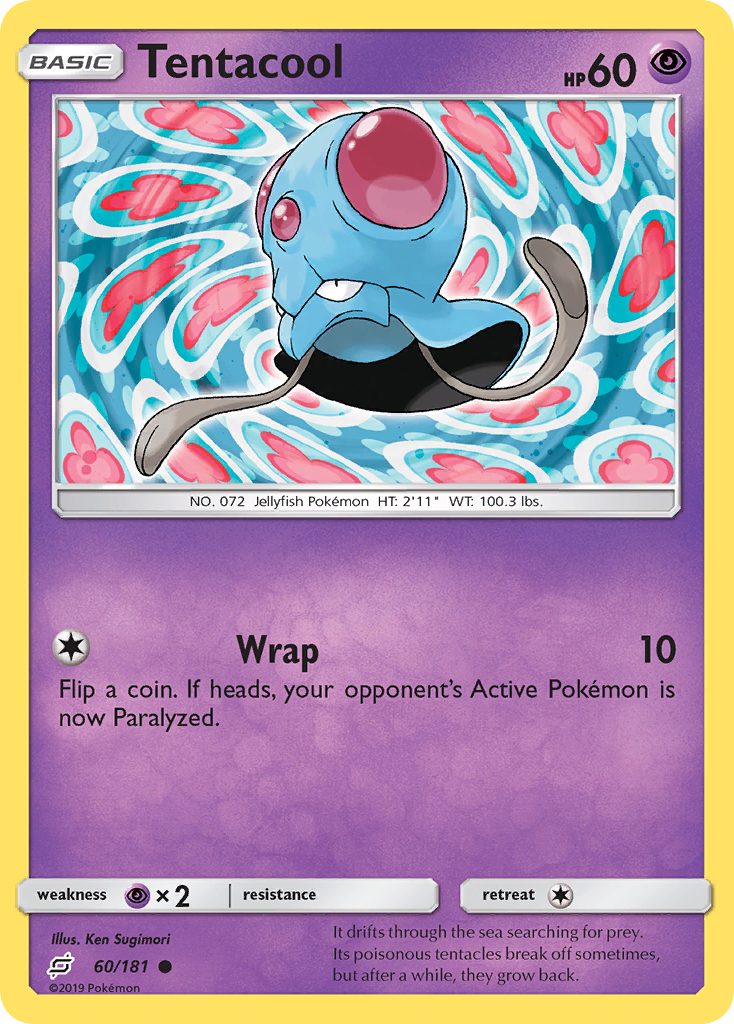 BASIC Tentacool HP60
NO. 072 Jellyfish Pokémon HT: 2'11" WT: 100.3 lbs.
Wrap 10
Flip a coin. If heads, your opponent's Active Pokémon is
now Paralyzed.
weakness ×2 resistance retreat
Illus. Ken Sugimori
60/181
©2019 Pokémon
It drifts through the sea searching for prey.
Its poisonous tentacles break off sometimes,
but after a while, they grow back.